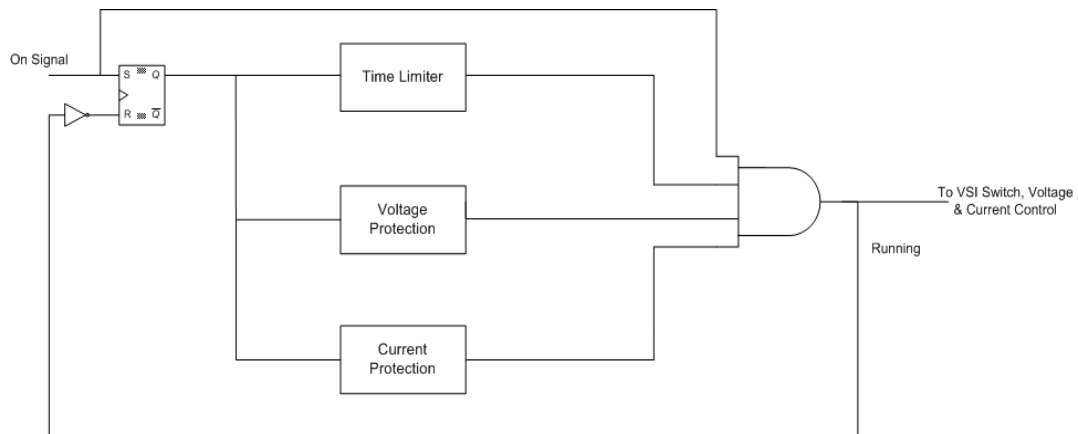 On Signal
S Q
R Q
Time Limiter
Voltage
Protection
Current
Protection
To VSI Switch, Voltage
& Current Control
Running